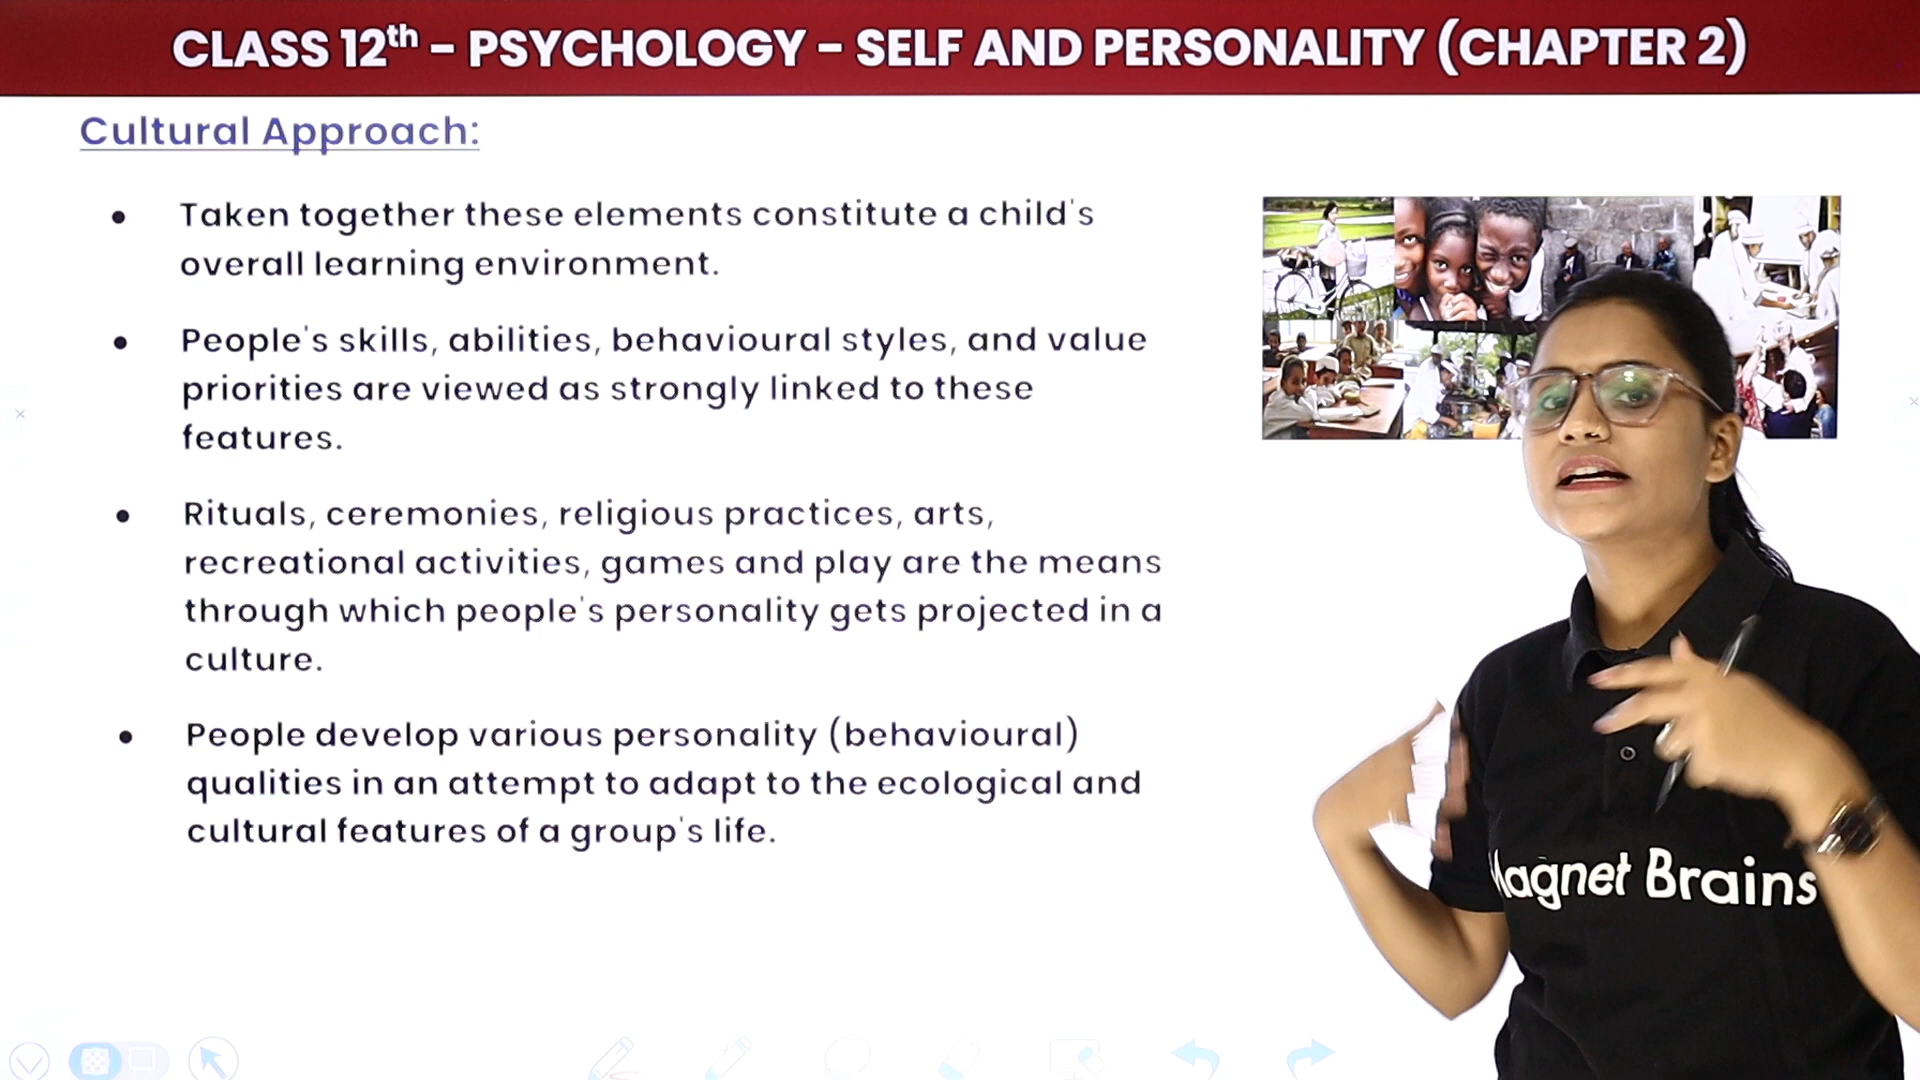 CLASS 12th – PSYCHOLOGY – SELF AND PERSONALITY (CHAPTER 2)
Cultural Approach:
• Taken together these elements constitute a child's
overall learning environment.
• People's skills, abilities, behavioural styles, and value
priorities are viewed as strongly linked to these
features.
• Rituals, ceremonies, religious practices, arts,
recreational activities, games and play are the means
through which people's personality gets projected in a
culture.
• People develop various personality (behavioural)
qualities in an attempt to adapt to the ecological and
cultural features of a group's life.
Magnet Brains